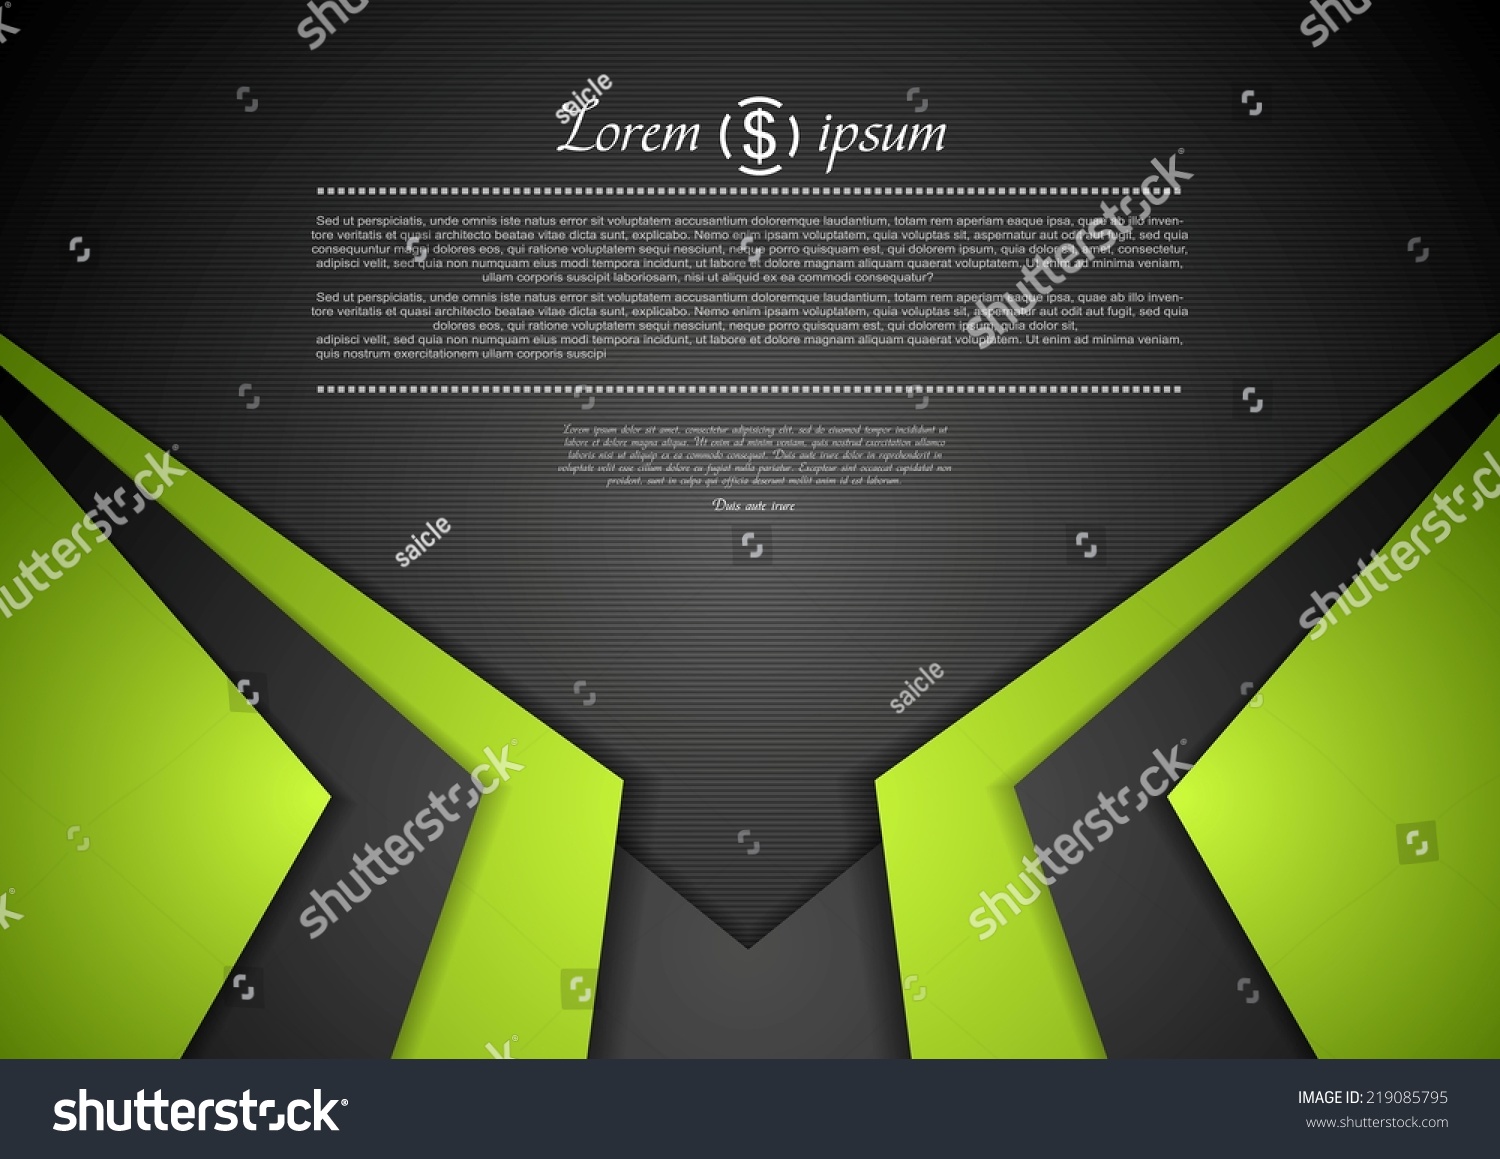 Lorem ($) ipsum
Sed ut perspiciatis, unde omnis iste natus error sit voluptatem accusantium doloremque laudantium, totam rem aperiam eaque ipsa, quae ab illo inven-
tore veritatis et quasi architecto beatae vitae dicta sunt, explicabo. Nemo enim ipsam voluptatem, quia voluptas sit, aspernatur aut odit aut fugit, sed quia
consequuntur magni dolores eos, qui ratione voluptatem sequi nesciunt, neque porro quisquam est, qui dolorem ipsum, quia dolor sit, amet, consectetur,
adipisci velit, sed quia non numquam eius modi tempora incidunt, ut labore et dolore magnam aliquam quaerat voluptatem. Ut enim ad minima veniam,
ullam corporis suscipit laboriosam, nisi ut aliquid ex ea commodi consequatur?
Sed ut perspiciatis, unde omnis iste natus error sit voluptatem accusantium doloremque laudantium, totam rem aperiam eaque ipsa, quae ab illo inven-
tore veritatis et quasi architecto beatae vitae dicta sunt, explicabo. Nemo enim ipsam voluptatem, quia voluptas sit, aspernatur aut odit aut fugit, sed quia
dolores eos, qui ratione voluptatem sequi nesciunt, neque porro quisquam est, qui dolorem ipsum, quia dolor sit,
adipisci velit, sed quia non numquam eius modi tempora incidunt, ut labore et dolore magnam aliquam quaerat voluptatem. Ut enim ad minima veniam,
quis nostrum exercitationem ullam corporis suscipi
Lorem ipsum dolor sit amet, consectetur adipisicing elit, sed do eiusmod tempor incididunt ut
labore et dolore magna aliqua. Ut enim ad minim veniam, quis nostrud exercitation ullamco
laboris nisi ut aliquip ex ea commodo consequat. Duis aute irure dolor in reprehenderit in
voluptate velit esse cillum dolore eu fugiat nulla pariatur. Excepteur sint occaecat cupidatat non
proident, sunt in culpa qui officia deserunt mollit anim id est laborum.
Duis aute irure
shutterstock
shutterstock
shutterstock
shutterstock
shutterstock
shutterstock
saicle
saicle
saicle
shutterstock
IMAGE ID: 219085795
www.shutterstock.com